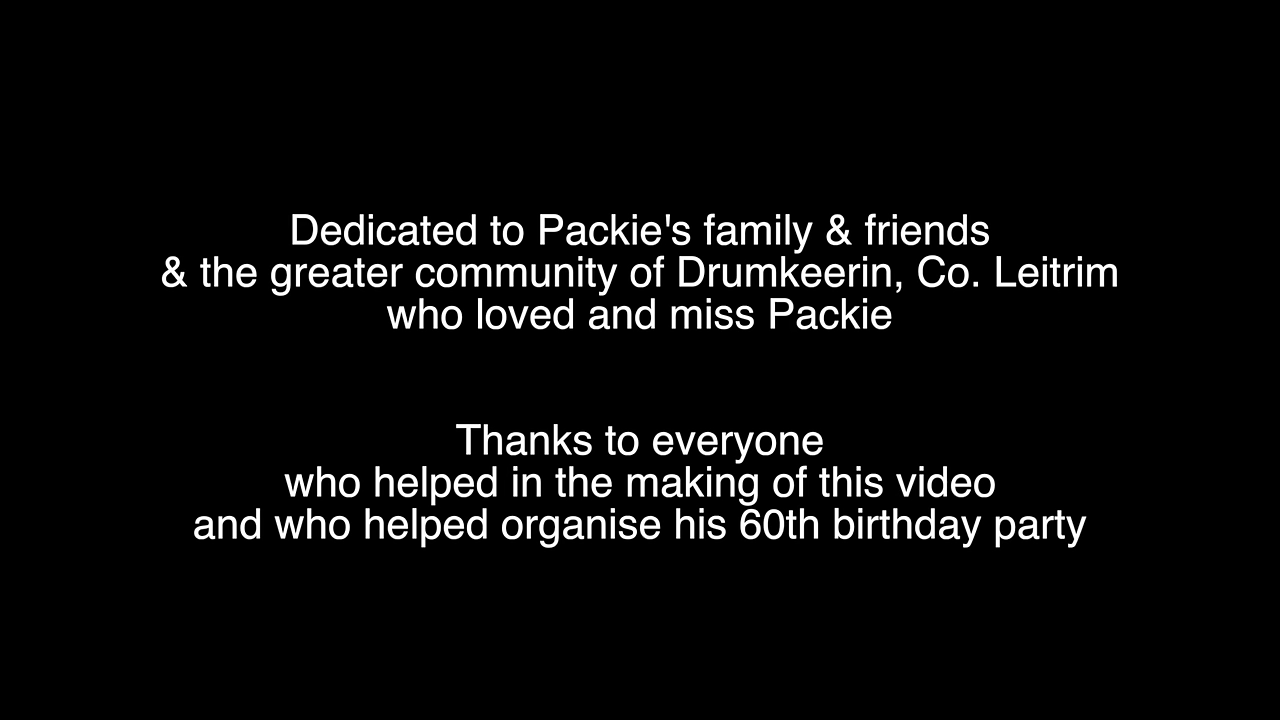 Dedicated to Packie's family & friends
& the greater community of Drumkeerin, Co. Leitrim
who loved and miss Packie
Thanks to everyone
who helped in the making of this video
and who helped organise his 60th birthday party